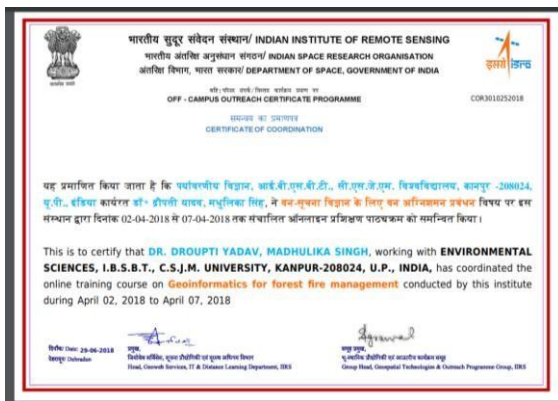 भारतीय सुदूर संवेदन संस्थान/ INDIAN INSTITUTE OF REMOTE SENSING
भारतीय अंतरिक्ष अनुसंधान संगठन/ INDIAN SPACE RESEARCH ORGANISATION
अंतरिक्ष विभाग, भारत सरकार/ DEPARTMENT OF SPACE, GOVERNMENT OF INDIA
इसरो isro
OFF - CAMPUS OUTREACH CERTIFICATE PROGRAMME
COR3010252018
समन्वय का प्रमाणपत्र
CERTIFICATE OF COORDINATION
यह प्रमाणित किया जाता है कि पर्यावरणीय विज्ञान, आई.बी.एस.बी.टी., सी.एस.जे.एम. विश्वविद्यालय, कानपुर -208024,
यू.पी., इंडिया कार्यरत डॉ॰ द्रौपती यादव, मधुलिका सिंह, ने वन-सूचना विज्ञान के लिए वन अग्निशमन प्रबंधन विषय पर इस
संस्थान द्वारा दिनांक 02-04-2018 से 07-04-2018 तक संचालित ऑनलाइन प्रशिक्षण पाठ्यक्रम को समन्वित किया।
This is to certify that DR. DROUPTI YADAV, MADHULIKA SINGH, working with ENVIRONMENTAL
SCIENCES, I.B.S.B.T., C.S.J.M. UNIVERSITY, KANPUR-208024, U.P., INDIA, has coordinated the
online training course on Geoinformatics for forest fire management conducted by this institute
during April 02, 2018 to April 07, 2018
दिनाँक/ Date: 29-06-2018
देहरादून/ Dehradun
प्रमुख,
Head, Geoweb Services, IT & Distance Learning Department, IIRS
समूह प्रमुख,
Group Head, Geospatial Technologies & Outreach Programme Group, IIRS